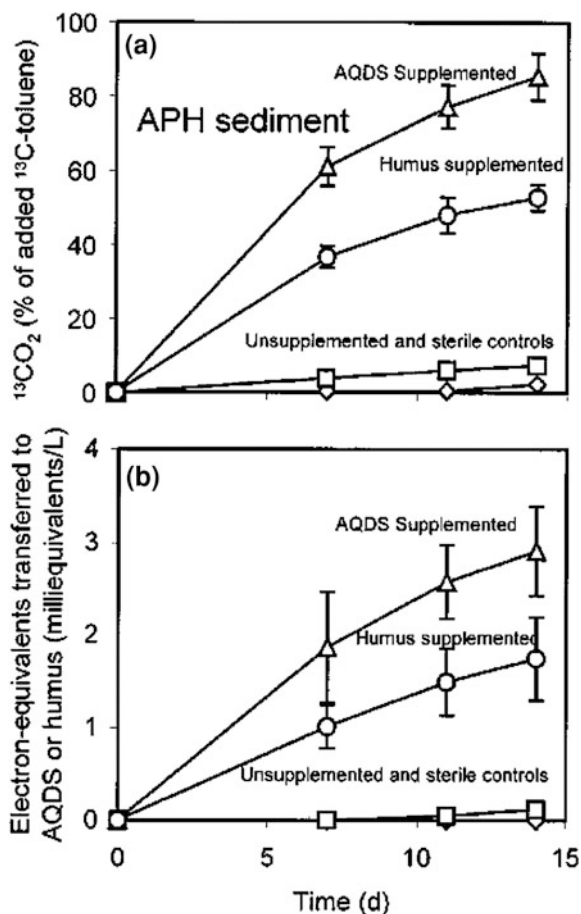 (a)
AQDS Supplemented
APH sediment
Humus supplemented
Unsupplemented and sterile controls
¹³CO₂ (% of added ¹³C-toluene)
100
80
60
40
20
0
(b)
AQDS Supplemented
Humus supplemented
Unsupplemented and sterile controls
Electron-equivalents transferred to
AQDS or humus (milliequivalents/L)
4
3
2
1
0
0 5 10 15
Time (d)